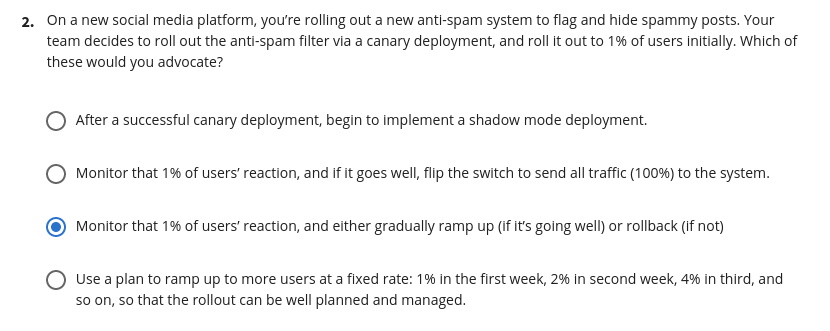 2. On a new social media platform, you’re rolling out a new anti-spam system to flag and hide spammy posts. Your
team decides to roll out the anti-spam filter via a canary deployment, and roll it out to 1% of users initially. Which of
these would you advocate?
After a successful canary deployment, begin to implement a shadow mode deployment.
Monitor that 1% of users’ reaction, and if it goes well, flip the switch to send all traffic (100%) to the system.
Monitor that 1% of users’ reaction, and either gradually ramp up (if it’s going well) or rollback (if not)
Use a plan to ramp up to more users at a fixed rate: 1% in the first week, 2% in second week, 4% in third, and
so on, so that the rollout can be well planned and managed.